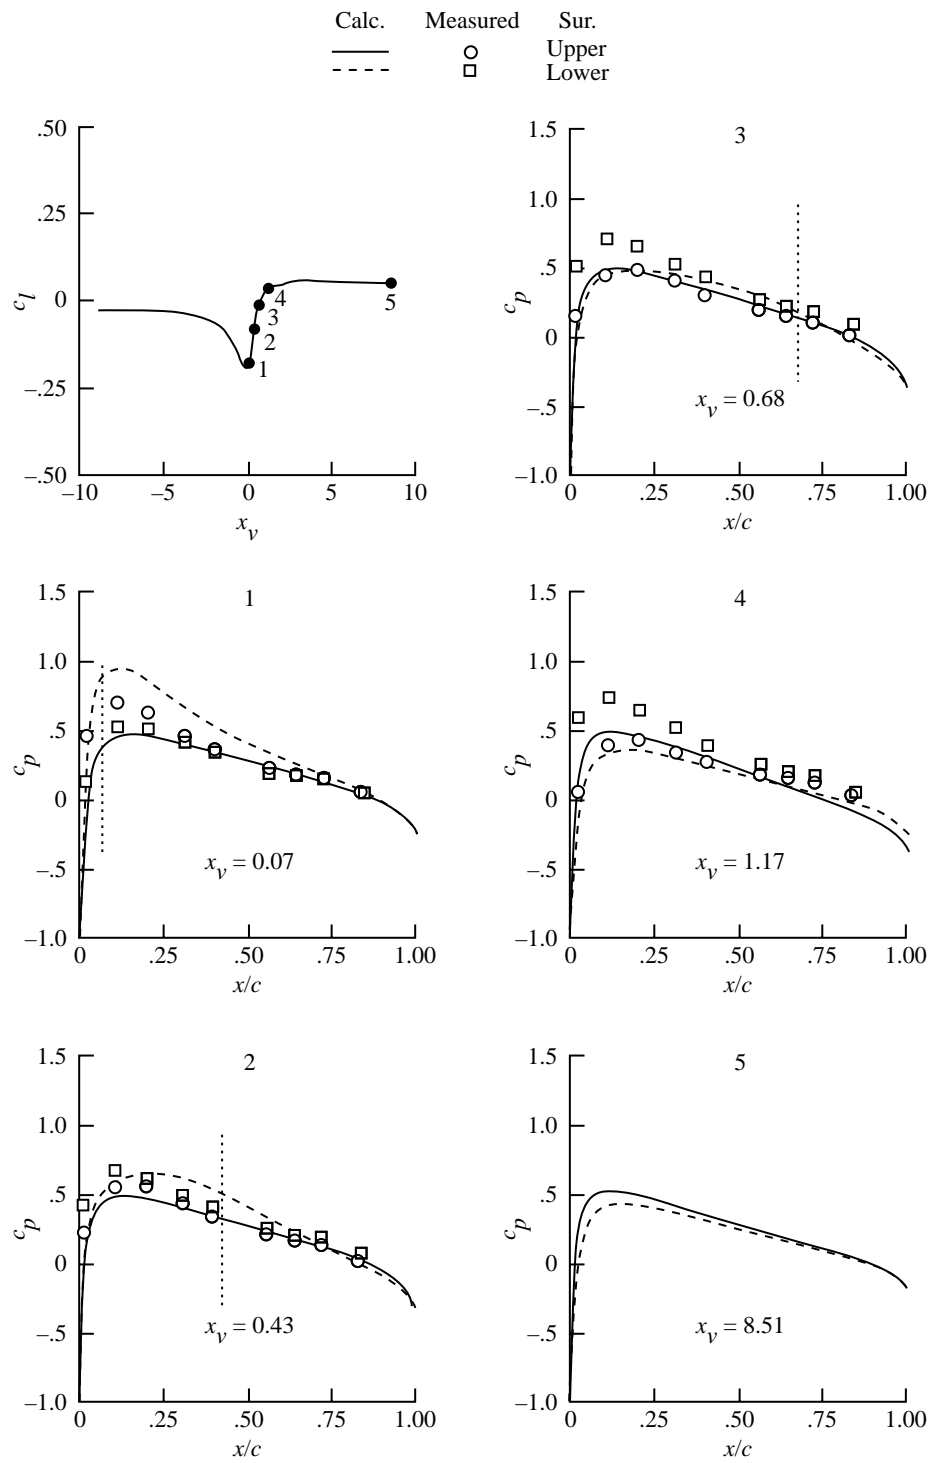 Calc. Measured Sur.
Upper
Lower
.50
.25
0
–.25
–.50
c_l
–10 –5 0 5 10
x_v
1
2
3
4
5
3
1.5
1.0
.5
0
–.5
–1.0
c_p
x_v = 0.68
0 .25 .50 .75 1.00
x/c
1
1.5
1.0
.5
0
–.5
–1.0
c_p
x_v = 0.07
0 .25 .50 .75 1.00
x/c
4
1.5
1.0
.5
0
–.5
–1.0
c_p
x_v = 1.17
0 .25 .50 .75 1.00
x/c
2
1.5
1.0
.5
0
–.5
–1.0
c_p
x_v = 0.43
0 .25 .50 .75 1.00
x/c
5
1.5
1.0
.5
0
–.5
–1.0
c_p
x_v = 8.51
0 .25 .50 .75 1.00
x/c